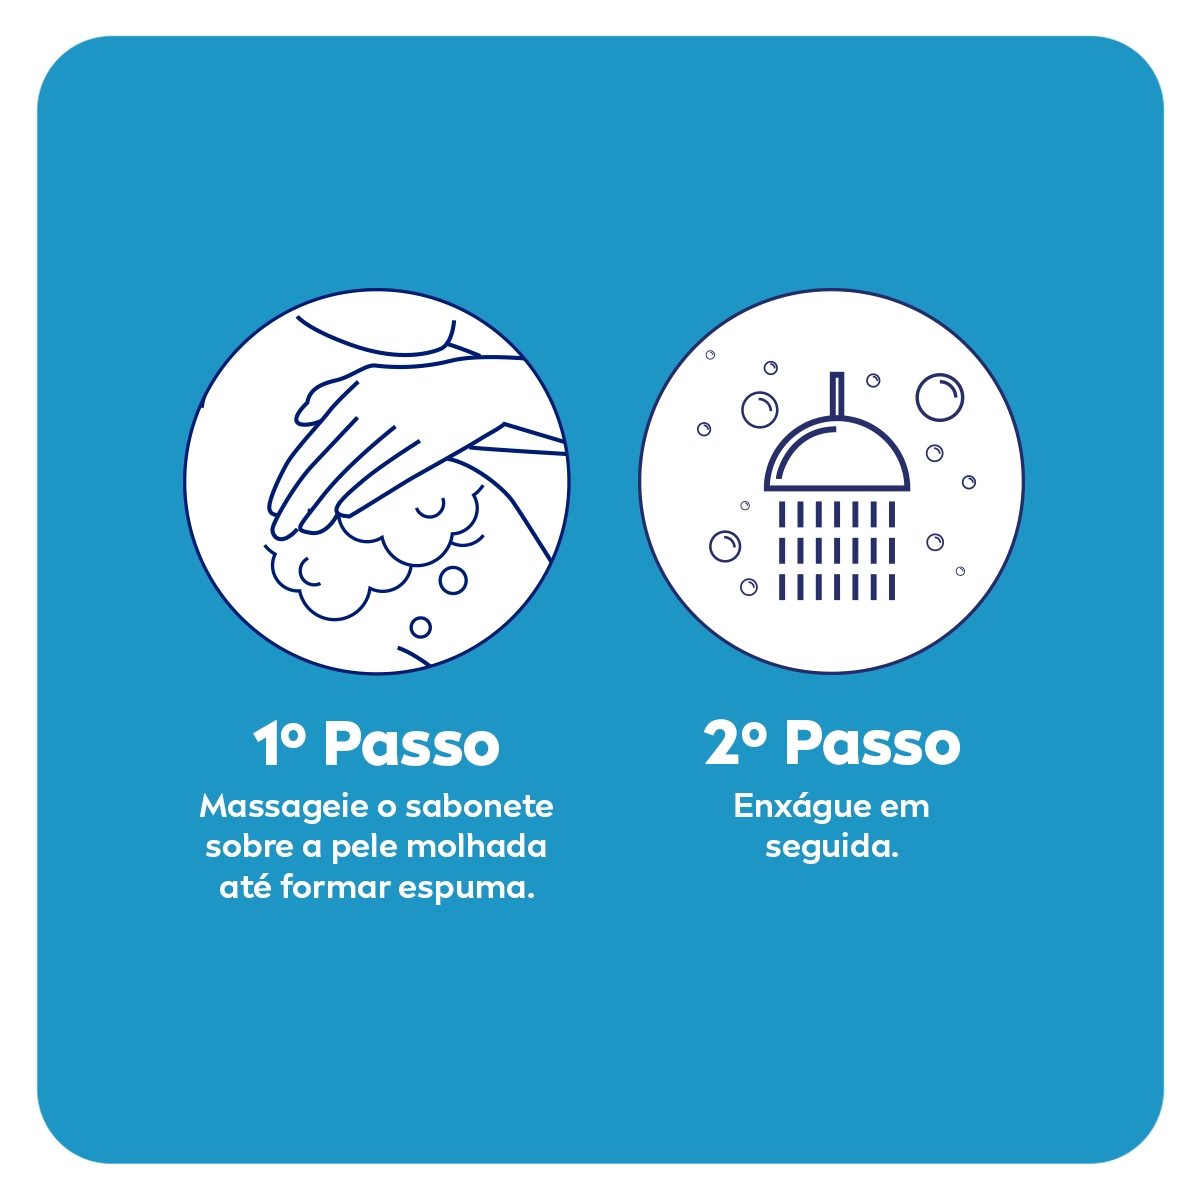 1º Passo
Massageie o sabonete
sobre a pele molhada
até formar espuma.
2º Passo
Enxágue em
seguida.